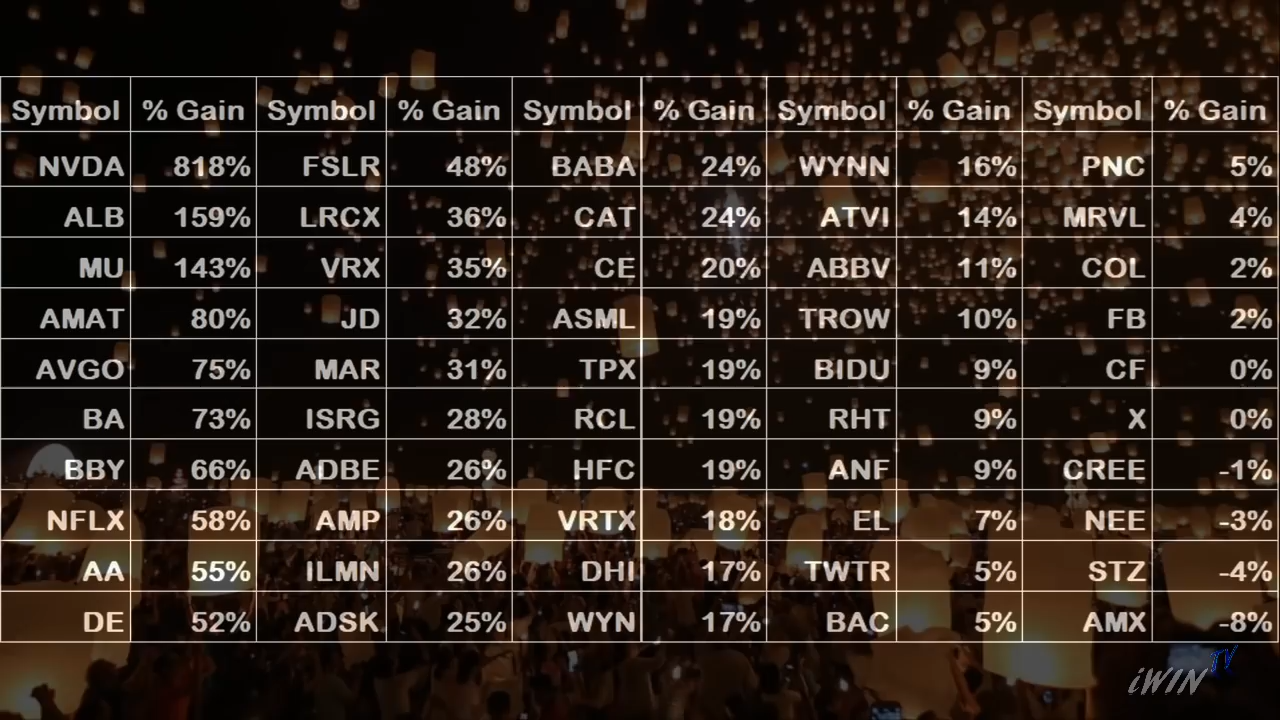 Symbol % Gain Symbol % Gain Symbol % Gain Symbol % Gain Symbol % Gain
NVDA 818% FSLR 48% BABA 24% WYNN 16% PNC 5%
ALB 159% LRCX 36% CAT 24% ATVI 14% MRVL 4%
MU 143% VRX 35% CE 20% ABBV 11% COL 2%
AMAT 80% JD 32% ASML 19% TROW 10% FB 2%
AVGO 75% MAR 31% TPX 19% BIDU 9% CF 0%
BA 73% ISRG 28% RCL 19% RHT 9% X 0%
BBY 66% ADBE 26% HFC 19% ANF 9% CREE -1%
NFLX 58% AMP 26% VRTX 18% EL 7% NEE -3%
AA 55% ILMN 26% DHI 17% TWTR 5% STZ -4%
DE 52% ADSK 25% WYN 17% BAC 5% AMX -8%
iWIN TV